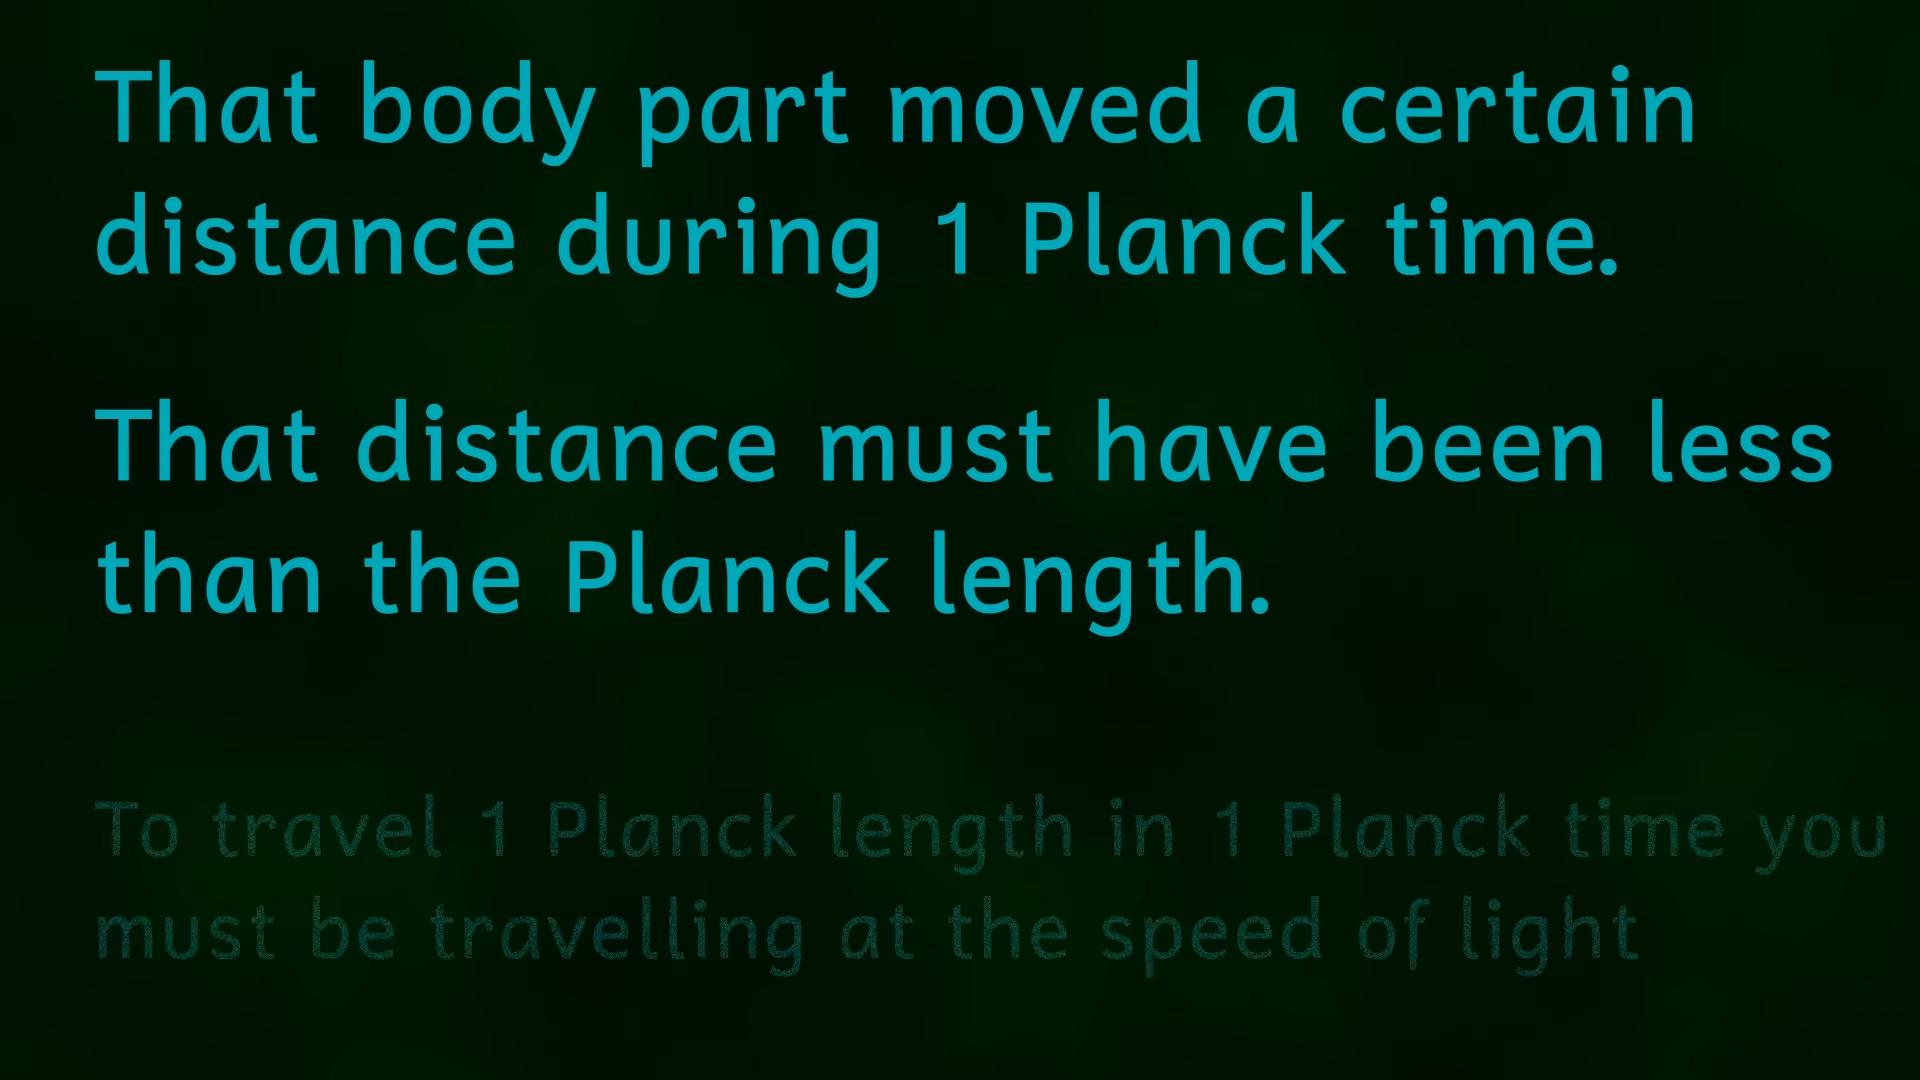 That body part moved a certain
distance during 1 Planck time.
That distance must have been less
than the Planck length.
To travel 1 Planck length in 1 Planck time you
must be travelling at the speed of light